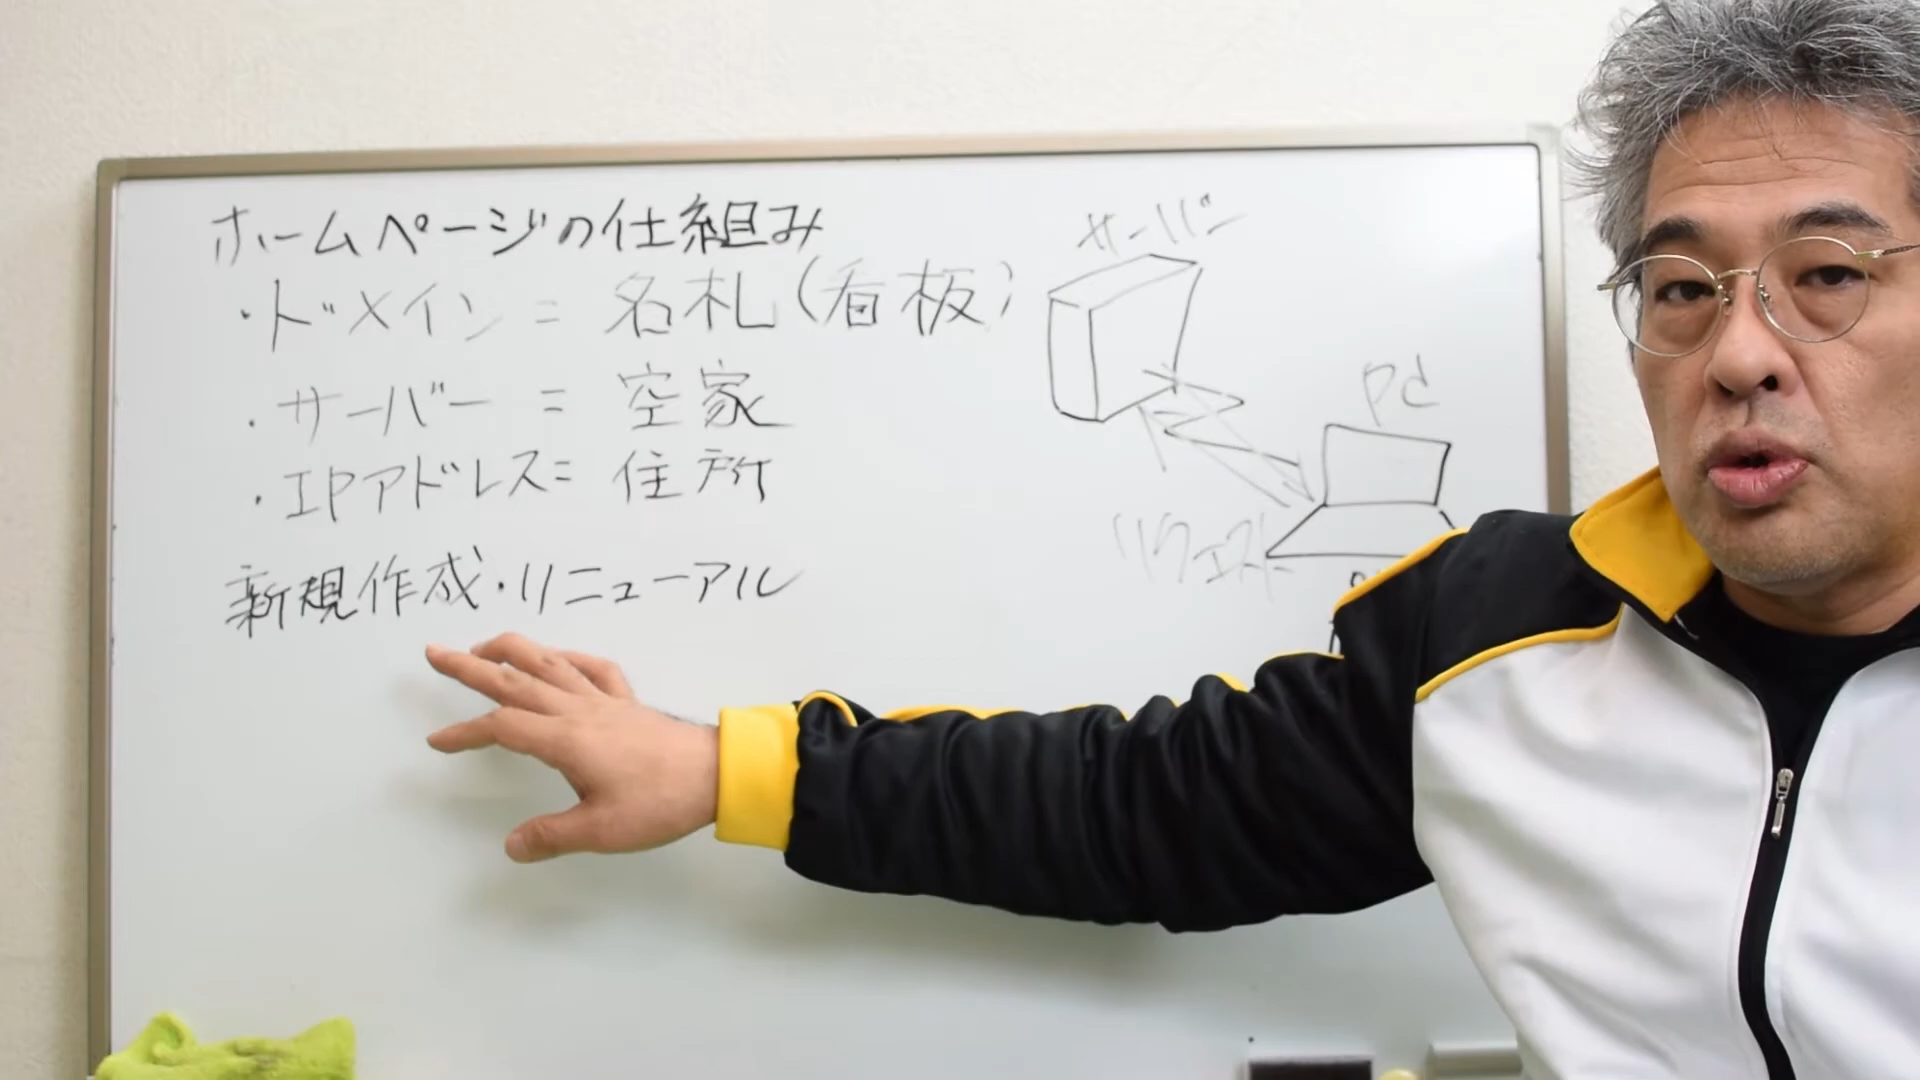 ホームページの仕組み
・ドメイン = 名札(看板)
・サーバー = 空家
・IPアドレス= 住所
新規作成・リニューアル
サーバー
PC
リクエスト